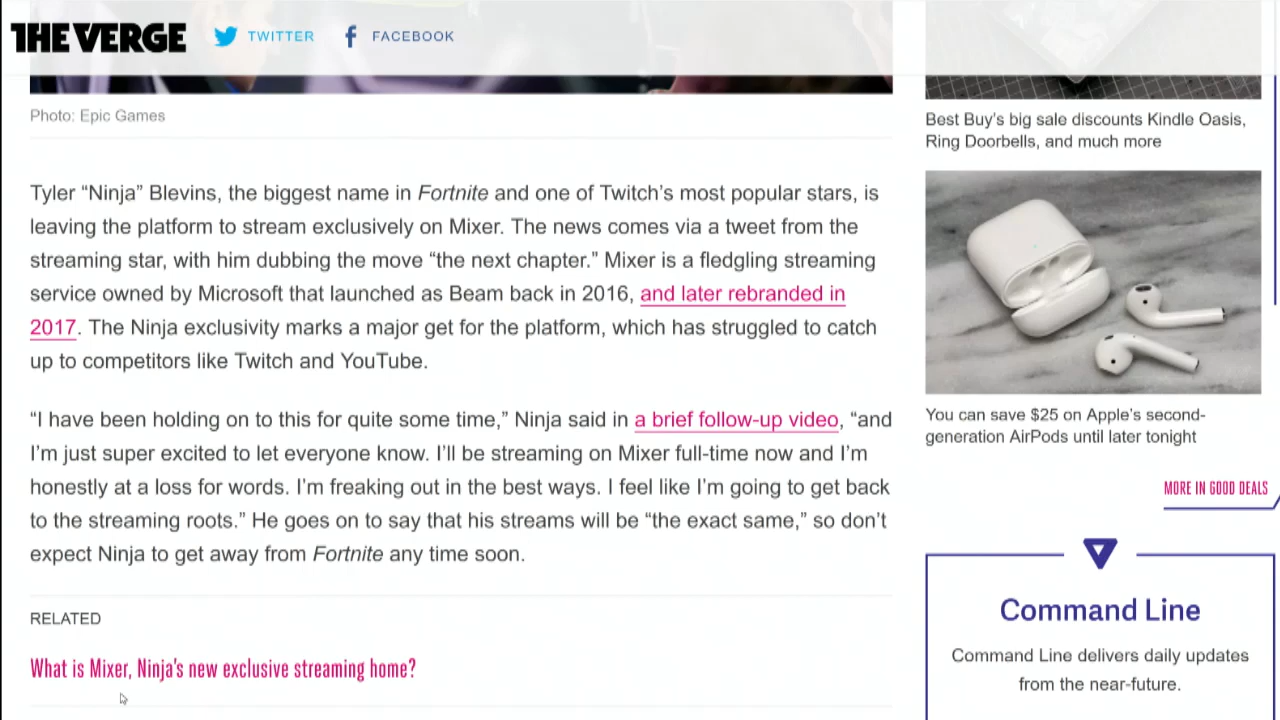 THE VERGE
TWITTER
FACEBOOK
Photo: Epic Games
Tyler “Ninja” Blevins, the biggest name in Fortnite and one of Twitch’s most popular stars, is
leaving the platform to stream exclusively on Mixer. The news comes via a tweet from the
streaming star, with him dubbing the move “the next chapter.” Mixer is a fledgling streaming
service owned by Microsoft that launched as Beam back in 2016, and later rebranded in
2017. The Ninja exclusivity marks a major get for the platform, which has struggled to catch
up to competitors like Twitch and YouTube.
“I have been holding on to this for quite some time,” Ninja said in a brief follow-up video, “and
I’m just super excited to let everyone know. I’ll be streaming on Mixer full-time now and I’m
honestly at a loss for words. I’m freaking out in the best ways. I feel like I’m going to get back
to the streaming roots.” He goes on to say that his streams will be “the exact same,” so don’t
expect Ninja to get away from Fortnite any time soon.
RELATED
What is Mixer, Ninja’s new exclusive streaming home?
Best Buy’s big sale discounts Kindle Oasis,
Ring Doorbells, and much more
You can save $25 on Apple’s second-
generation AirPods until later tonight
MORE IN GOOD DEALS
Command Line
Command Line delivers daily updates
from the near-future.